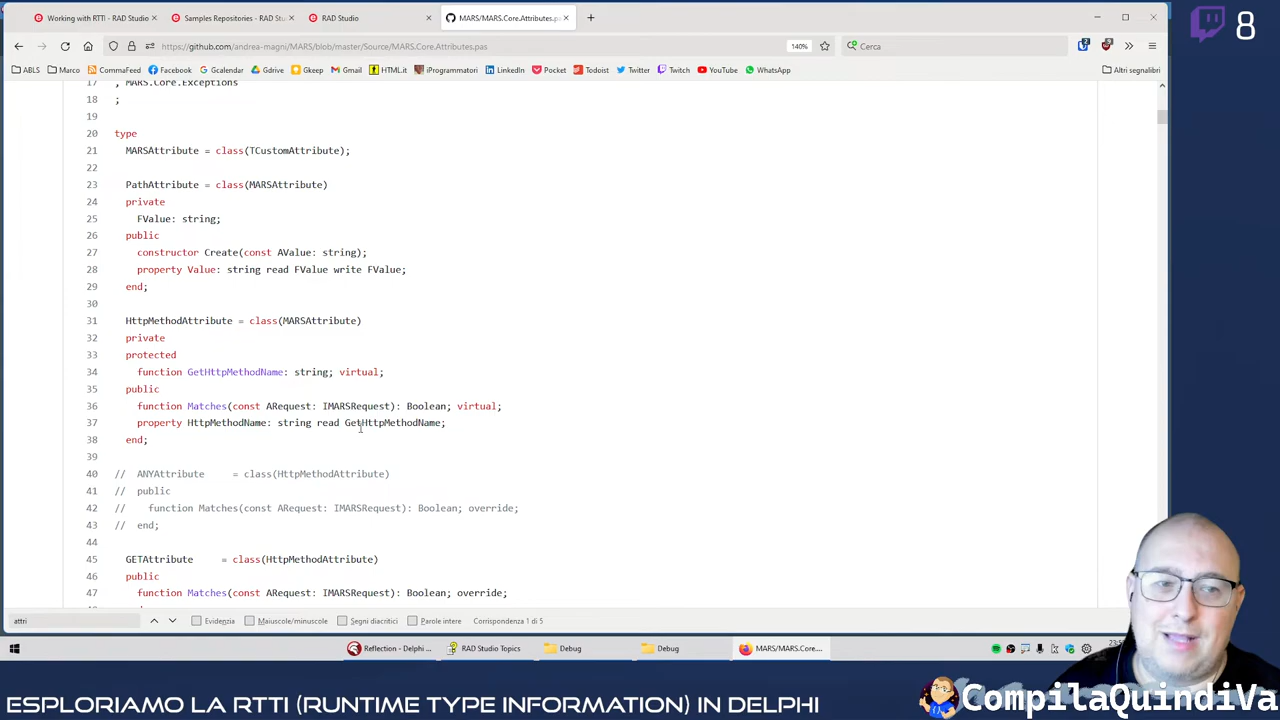 Working with RTTI - RAD Studio
Samples Repositories - RAD Stu
RAD Studio
MARS/MARS.Core.Attributes.pa
8
https://github.com/andrea-magni/MARS/blob/master/Source/MARS.Core.Attributes.pas
140%
Cerca
ABLS
Marco
CommaFeed
Facebook
Gcalendar
Gdrive
Gkeep
Gmail
HTML.it
iProgrammatori
LinkedIn
Pocket
Todoist
Twitter
Twitch
YouTube
WhatsApp
Altri segnalibri
17 , MARS.Core.Exceptions
18 ;
19
20 type
21 MARSAttribute = class(TCustomAttribute);
22
23 PathAttribute = class(MARSAttribute)
24 private
25 FValue: string;
26 public
27 constructor Create(const AValue: string);
28 property Value: string read FValue write FValue;
29 end;
30
31 HttpMethodAttribute = class(MARSAttribute)
32 private
33 protected
34 function GetHttpMethodName: string; virtual;
35 public
36 function Matches(const ARequest: IMARSRequest): Boolean; virtual;
37 property HttpMethodName: string read GetHttpMethodName;
38 end;
39
40 // ANYAttribute = class(HttpMethodAttribute)
41 // public
42 // function Matches(const ARequest: IMARSRequest): Boolean; override;
43 // end;
44
45 GETAttribute = class(HttpMethodAttribute)
46 public
47 function Matches(const ARequest: IMARSRequest): Boolean; override;
attri
Evidenzia
Maiuscole/minuscole
Segni diacritici
Parole intere
Corrispondenza 1 di 5
Reflection - Delphi ...
RAD Studio Topics
Debug
Debug
MARS/MARS.Core....
ESPLORIAMO LA RTTI (RUNTIME TYPE INFORMATION) IN DELPHI
CompilaQuindiVa